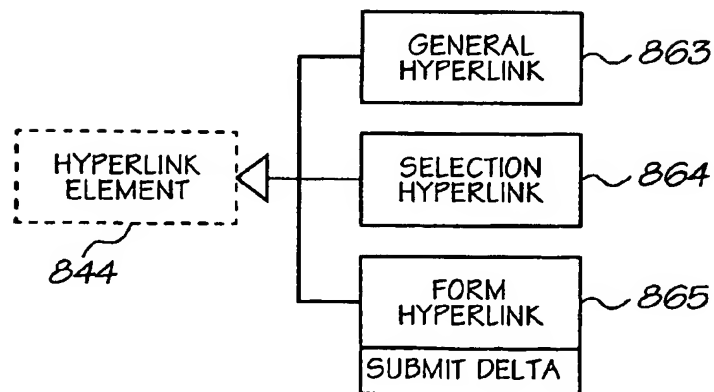 GENERAL
HYPERLINK
863
HYPERLINK
ELEMENT
844
SELECTION
HYPERLINK
864
FORM
HYPERLINK
865
SUBMIT DELTA